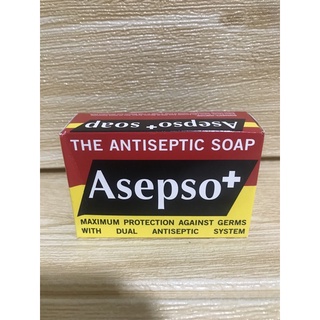 Asepso+ soap
THE ANTISEPTIC SOAP
Asepso+
MAXIMUM PROTECTION AGAINST GERMS
WITH DUAL ANTISEPTIC SYSTEM